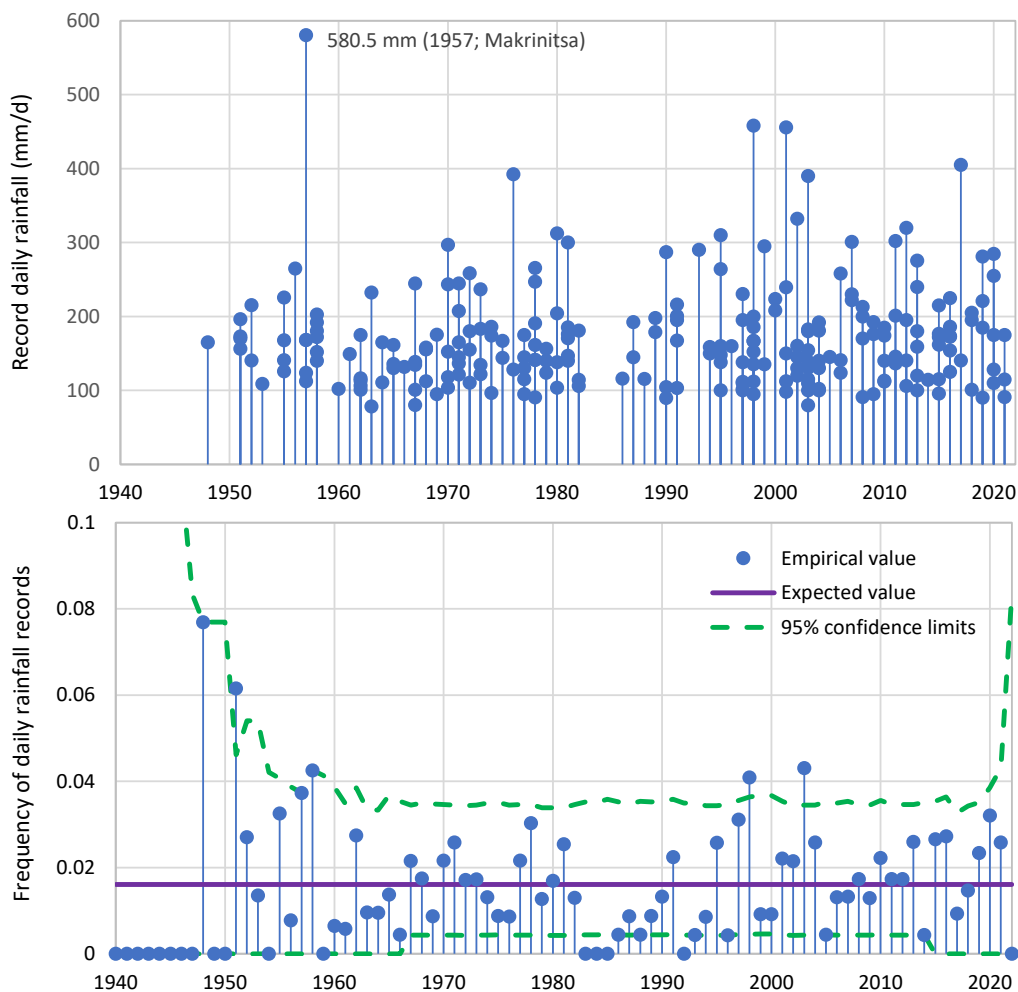 600
580.5 mm (1957; Makrinitsa)
500
400
300
200
100
0
Record daily rainfall (mm/d)
1940 1950 1960 1970 1980 1990 2000 2010 2020
0.1
0.08
0.06
0.04
0.02
0
Frequency of daily rainfall records
Empirical value
Expected value
95% confidence limits
1940 1950 1960 1970 1980 1990 2000 2010 2020